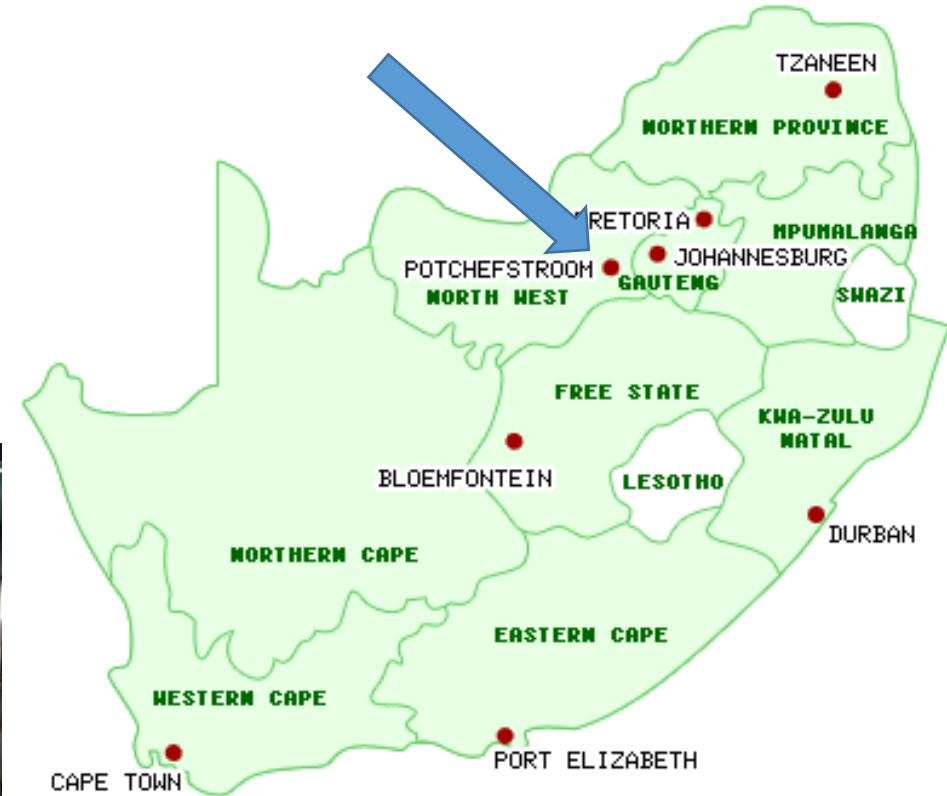 TZANEEN
NORTHERN PROVINCE
RETORIA
MPUMALANGA
JOHANNESBURG
POTCHEFSTROOM
GAUTENG
NORTH WEST
SWAZI
FREE STATE
KWA-ZULU
NATAL
BLOEMFONTEIN
LESOTHO
DURBAN
NORTHERN CAPE
EASTERN CAPE
WESTERN CAPE
PORT ELIZABETH
CAPE TOWN